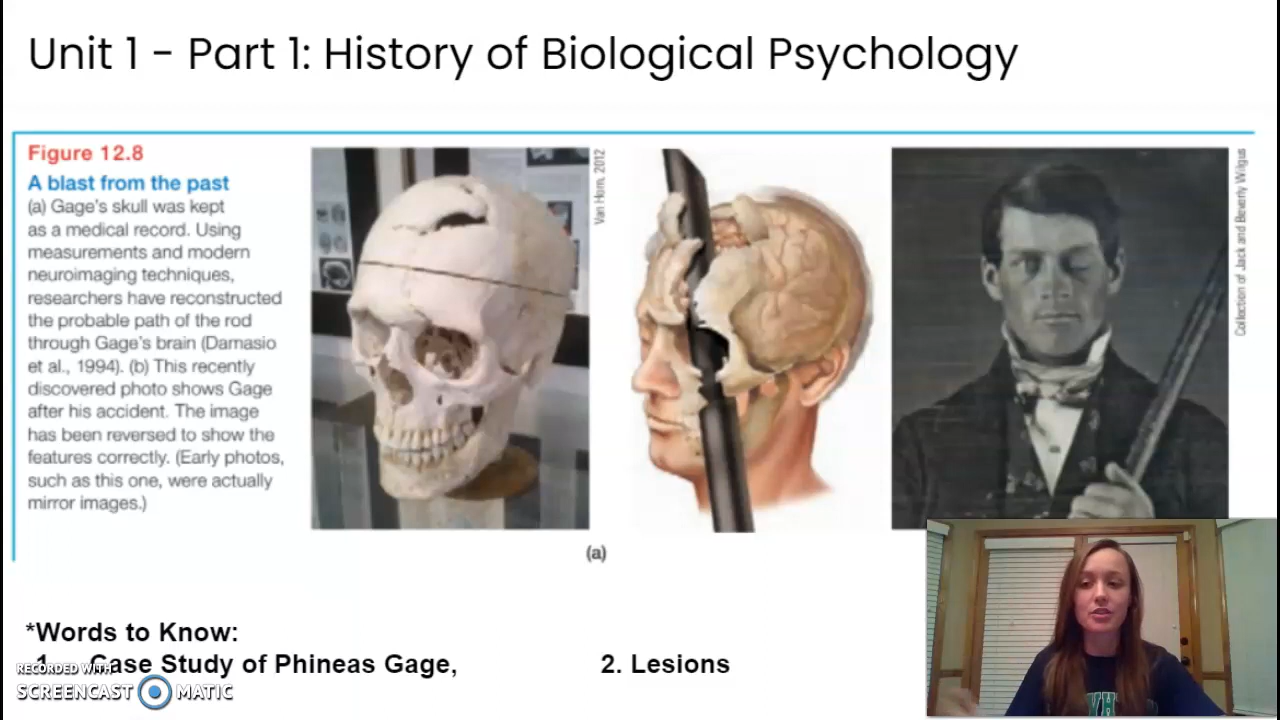 Unit 1 - Part 1: History of Biological Psychology
Figure 12.8
A blast from the past
(a) Gage's skull was kept
as a medical record. Using
measurements and modern
neuroimaging techniques,
researchers have reconstructed
the probable path of the rod
through Gage's brain (Damasio
et al., 1994). (b) This recently
discovered photo shows Gage
after his accident. The image
has been reversed to show the
features correctly. (Early photos,
such as this one, were actually
mirror images.)
Van Horn, 2012
Collection of Jack and Beverly Wilgus
(a)
*Words to Know:
1. Case Study of Phineas Gage,
2. Lesions
RECORDED WITH
SCREENCAST MATIC